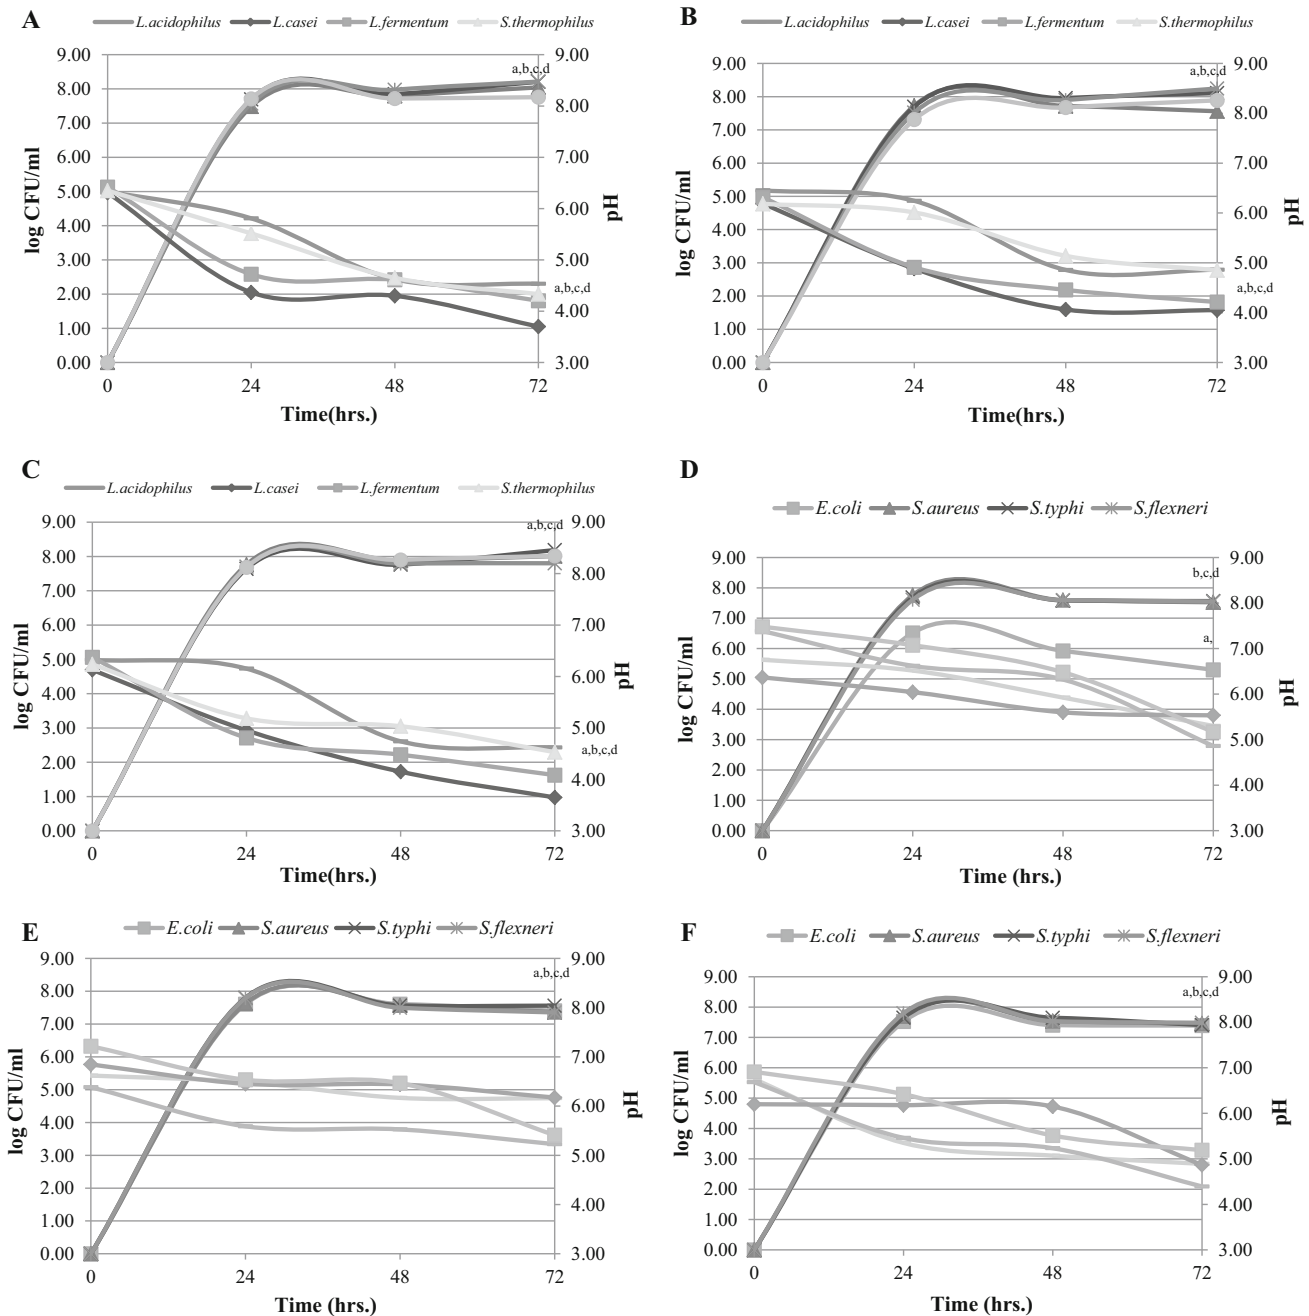 A
L.acidophilus L.casei L.fermentum S.thermophilus
9.00 9.00
a,b,c,d
8.00 8.00
7.00
7.00
6.00
5.00 6.00
4.00
5.00
3.00
a,b,c,d
2.00 4.00
1.00
0.00 3.00
0 24 48 72
log CFU/ml
pH
Time(hrs.)
B
L.acidophilus L.casei L.fermentum S.thermophilus
9.00 9.00
a,b,c,d
8.00 8.00
7.00
7.00
6.00
5.00 6.00
4.00
5.00
3.00
a,b,c,d
2.00 4.00
1.00
0.00 3.00
0 24 48 72
log CFU/ml
pH
Time(hrs.)
C
L.acidophilus L.casei L.fermentum S.thermophilus
9.00 9.00
a,b,c,d
8.00 8.00
7.00
7.00
6.00
5.00 6.00
4.00
3.00 5.00
a,b,c,d
2.00 4.00
1.00
0.00 3.00
0 24 48 72
log CFU/ml
pH
Time(hrs.)
D
E.coli S.aureus S.typhi S.flexneri
9.00 9.00
b,c,d
8.00 8.00
7.00
a, 7.00
6.00
5.00 6.00
4.00
3.00 5.00
2.00 4.00
1.00
0.00 3.00
0 24 48 72
log CFU/ml
pH
Time (hrs.)
E
E.coli S.aureus S.typhi S.flexneri
9.00 9.00
a,b,c,d
8.00 8.00
7.00
7.00
6.00
5.00 6.00
4.00
3.00 5.00
2.00 4.00
1.00
0.00 3.00
0 24 48 72
log CFU/ml
pH
Time (hrs.)
F
E.coli S.aureus S.typhi S.flexneri
9.00 9.00
a,b,c,d
8.00 8.00
7.00
7.00
6.00
5.00 6.00
4.00
3.00 5.00
2.00 4.00
1.00
0.00 3.00
0 24 48 72
log CFU/ml
pH
Time (hrs.)